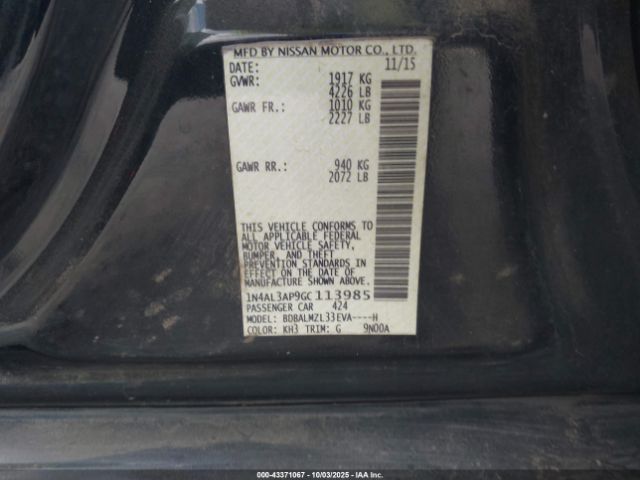 MFD BY NISSAN MOTOR CO., LTD.
DATE: 11/15
GVWR: 1917 KG
4226 LB
GAWR FR.: 1010 KG
2227 LB
GAWR RR.: 940 KG
2072 LB
THIS VEHICLE CONFORMS TO
ALL APPLICABLE FEDERAL
MOTOR VEHICLE SAFETY,
BUMPER, AND THEFT
PREVENTION STANDARDS IN
EFFECT ON THE DATE OF
MANUFACTURE SHOWN ABOVE.
1N4AL3AP9GC113985
PASSENGER CAR 424
MODEL: BDBALMZL33EVA----H
COLOR: KH3 TRIM: G 9N00A
000-43371067 - 10/03/2025 - IAA Inc.